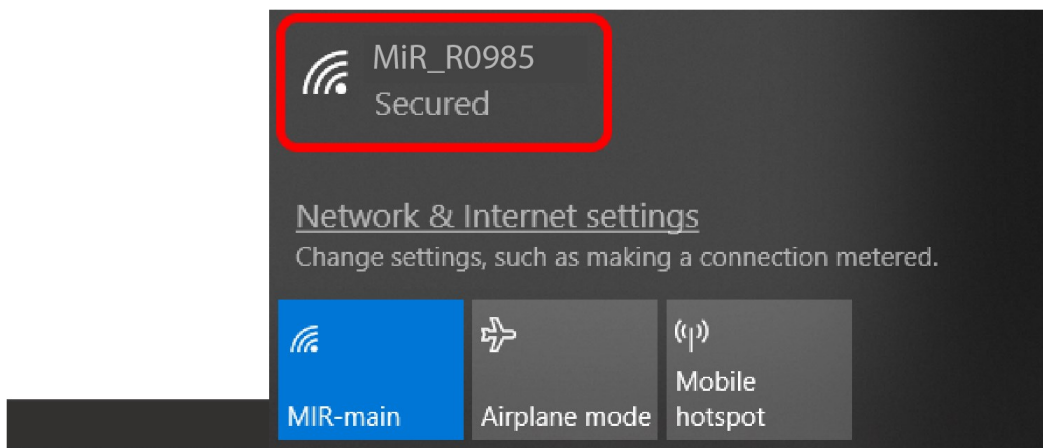 MiR_R0985
Secured
Network & Internet settings
Change settings, such as making a connection metered.
MIR-main
Airplane mode
Mobile
hotspot